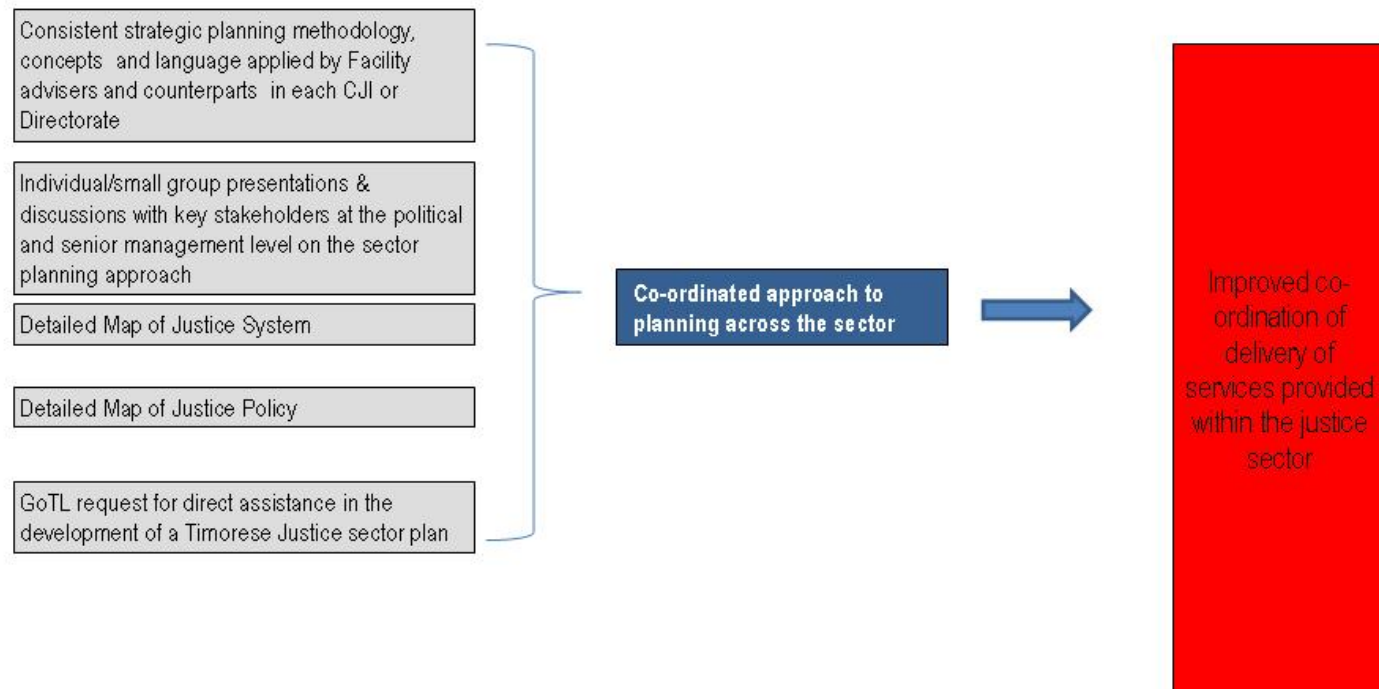 Consistent strategic planning methodology,
concepts and language applied by Facility
advisers and counterparts in each CJI or
Directorate
Individual/small group presentations &
discussions with key stakeholders at the political
and senior management level on the sector
planning approach
Detailed Map of Justice System
Detailed Map of Justice Policy
GoTL request for direct assistance in the
development of a Timorese Justice sector plan
Co-ordinated approach to
planning across the sector
Improved co-
ordination of
delivery of
services provided
within the justice
sector